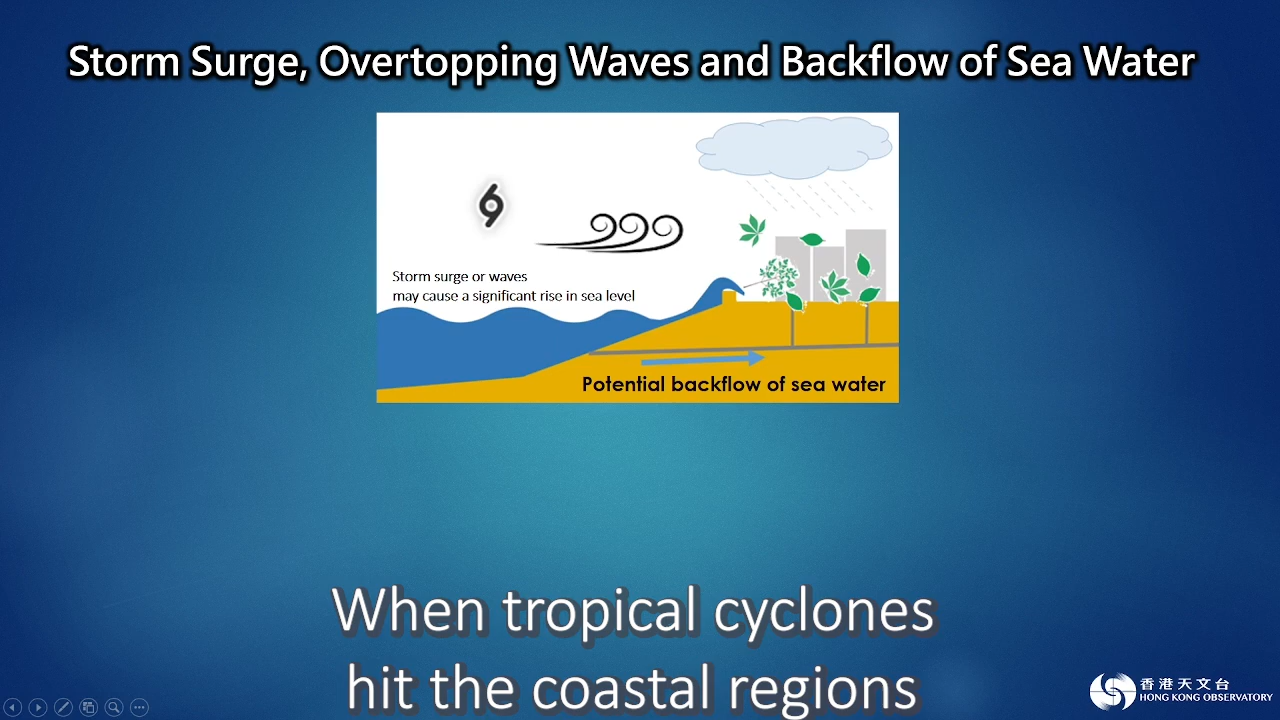 Storm Surge, Overtopping Waves and Backflow of Sea Water
Storm surge or waves
may cause a significant rise in sea level
Potential backflow of sea water
When tropical cyclones
hit the coastal regions
香港天文台
HONG KONG OBSERVATORY